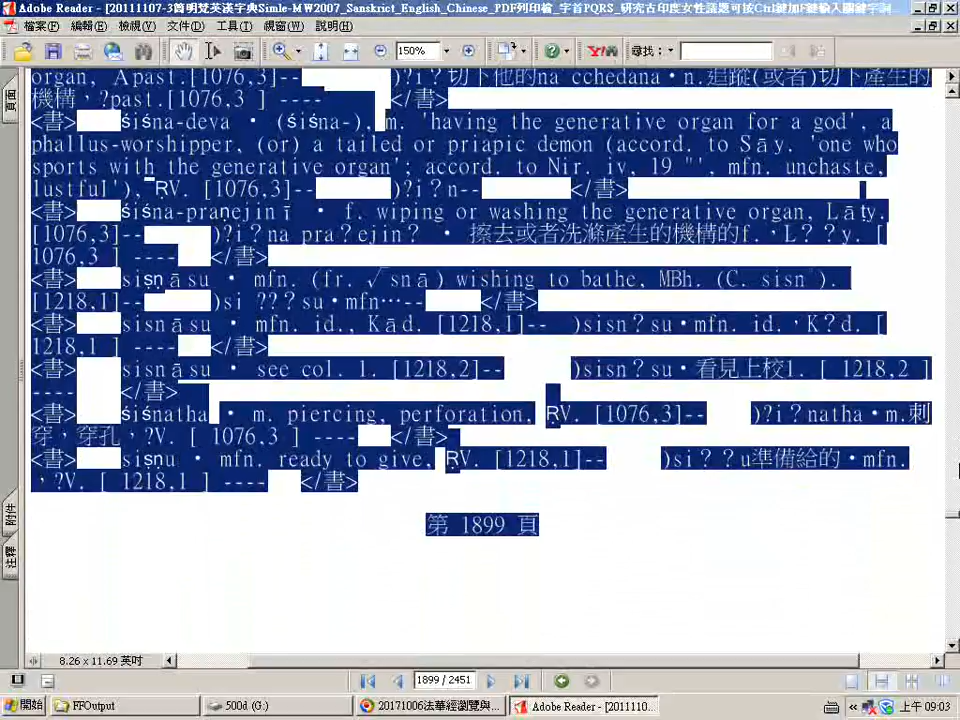 Adobe Reader - [20111107-3簡明梵英漢字典Simle-MW2007_Sanskrict_English_Chinese_PDF列印檔_字首PQRS_研究古印度女性議題可按Ctrl鍵加F鍵輸入關鍵字詞
檔案(F) 編輯(E) 檢視(V) 文件(D) 工具(T) 視窗(W) 說明(H)
150% Y! 尋找：
頁面
organ, Āpast.[1076,3]-- )?i？切下他的na cchedana·n.追蹤(或者)切下產生的
機構，?past.[1076,3 ] ---- </書>
<書> śiśna-deva · (śiśna-), m. 'having the generative organ for a god', a
phallus-worshipper, (or) a tailed or priapic demon (accord. to Sāy. 'one who
sports with the generative organ'; accord. to Nir. iv, 19 "', mfn. unchaste,
lustful'), ṚV. [1076,3]-- )?i？n-- </書>
<書> śiśna-praṇejinī · f. wiping or washing the generative organ, Lāṭy.
[1076,3]-- )?i？na pra？ejin? · 擦去或者洗滌產生的機構的f.，L？？y. [
1076,3 ] ---- </書>
<書> siṣṇāsu · mfn. (fr. √snā) wishing to bathe, MBh. (C. sisn°).
[1218,1]-- )si ???su·mfn…-- </書>
<書> sisnāsu · mfn. id., Kād. [1218,1]-- )sisn？su·mfn. id.，K?d. [
1218,1 ] ---- </書>
<書> sisnāsu · see col. 1. [1218,2]-- )sisn？su·看見上校1. [ 1218,2 ]
---- </書>
<書> śiśnatha · m. piercing, perforation, ṚV. [1076,3]-- )?i？natha·m.刺
穿，穿孔，?V. [ 1076,3 ] ---- </書>
<書> siṣṇu · mfn. ready to give, ṚV. [1218,1]-- )si？？u準備給的·mfn.
，?V. [ 1218,1 ] ---- </書>
附件
第 1899 頁
注釋
8.26 x 11.69 英吋
1899 / 2451
開始 FFOutput 500d (G:) 20171006法華經瀏覽與... Adobe Reader - [2011110... 上午 09:03